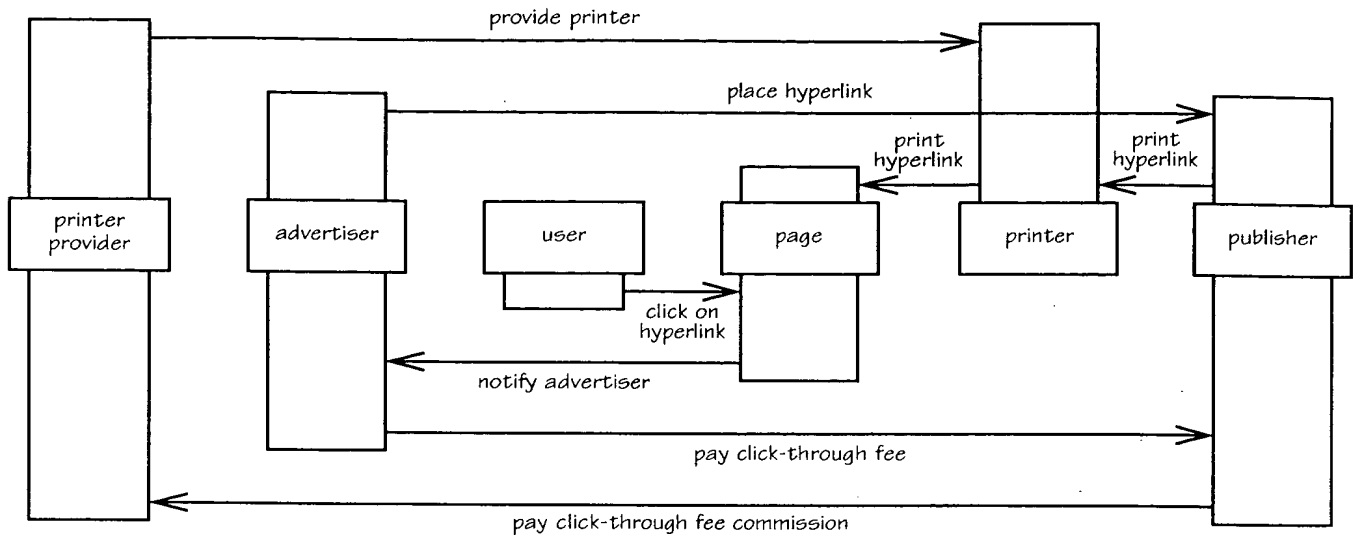 provide printer
place hyperlink
print
hyperlink
print
hyperlink
printer
provider
advertiser
user
page
printer
publisher
click on
hyperlink
notify advertiser
pay click-through fee
pay click-through fee commission